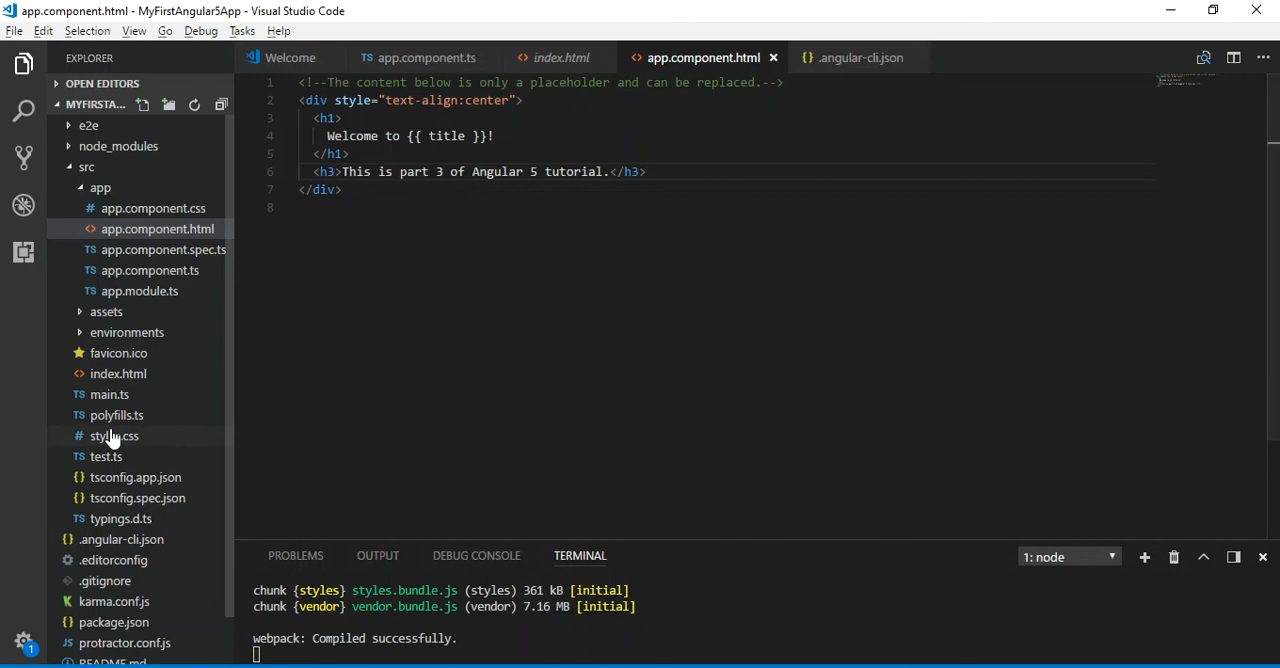 app.component.html - MyFirstAngular5App - Visual Studio Code
File Edit Selection View Go Debug Tasks Help
EXPLORER
OPEN EDITORS
MYFIRSTA...
e2e
node_modules
src
app
app.component.css
app.component.html
app.component.spec.ts
app.component.ts
app.module.ts
assets
environments
favicon.ico
index.html
main.ts
polyfills.ts
test.ts
tsconfig.app.json
tsconfig.spec.json
typings.d.ts
.angular-cli.json
.editorconfig
.gitignore
karma.conf.js
package.json
protractor.conf.js
README.md
Welcome app.component.ts index.html app.component.html .angular-cli.json
1 <!--The content below is only a placeholder and can be replaced.-->
2 <div style="text-align:center">
3 <h1>
4 Welcome to {{ title }}!
5 </h1>
6 <h3>This is part 3 of Angular 5 tutorial.</h3>
7 </div>
8
PROBLEMS OUTPUT DEBUG CONSOLE TERMINAL 1: node
chunk {styles} styles.bundle.js (styles) 361 kB [initial]
chunk {vendor} vendor.bundle.js (vendor) 7.16 MB [initial]
webpack: Compiled successfully.
1